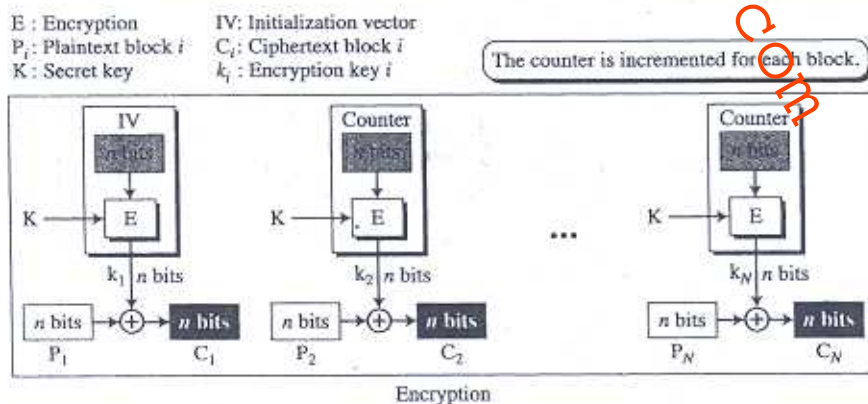 E : Encryption IV: Initialization vector
Pi : Plaintext block i Ci : Ciphertext block i
K : Secret key ki : Encryption key i
The counter is incremented for each block.
com
IV Counter Counter
n bits n bits n bits
K E K E ... K E
k1 n bits k2 n bits kN n bits
n bits + n bits n bits + n bits n bits + n bits
P1 C1 P2 C2 PN CN
Encryption